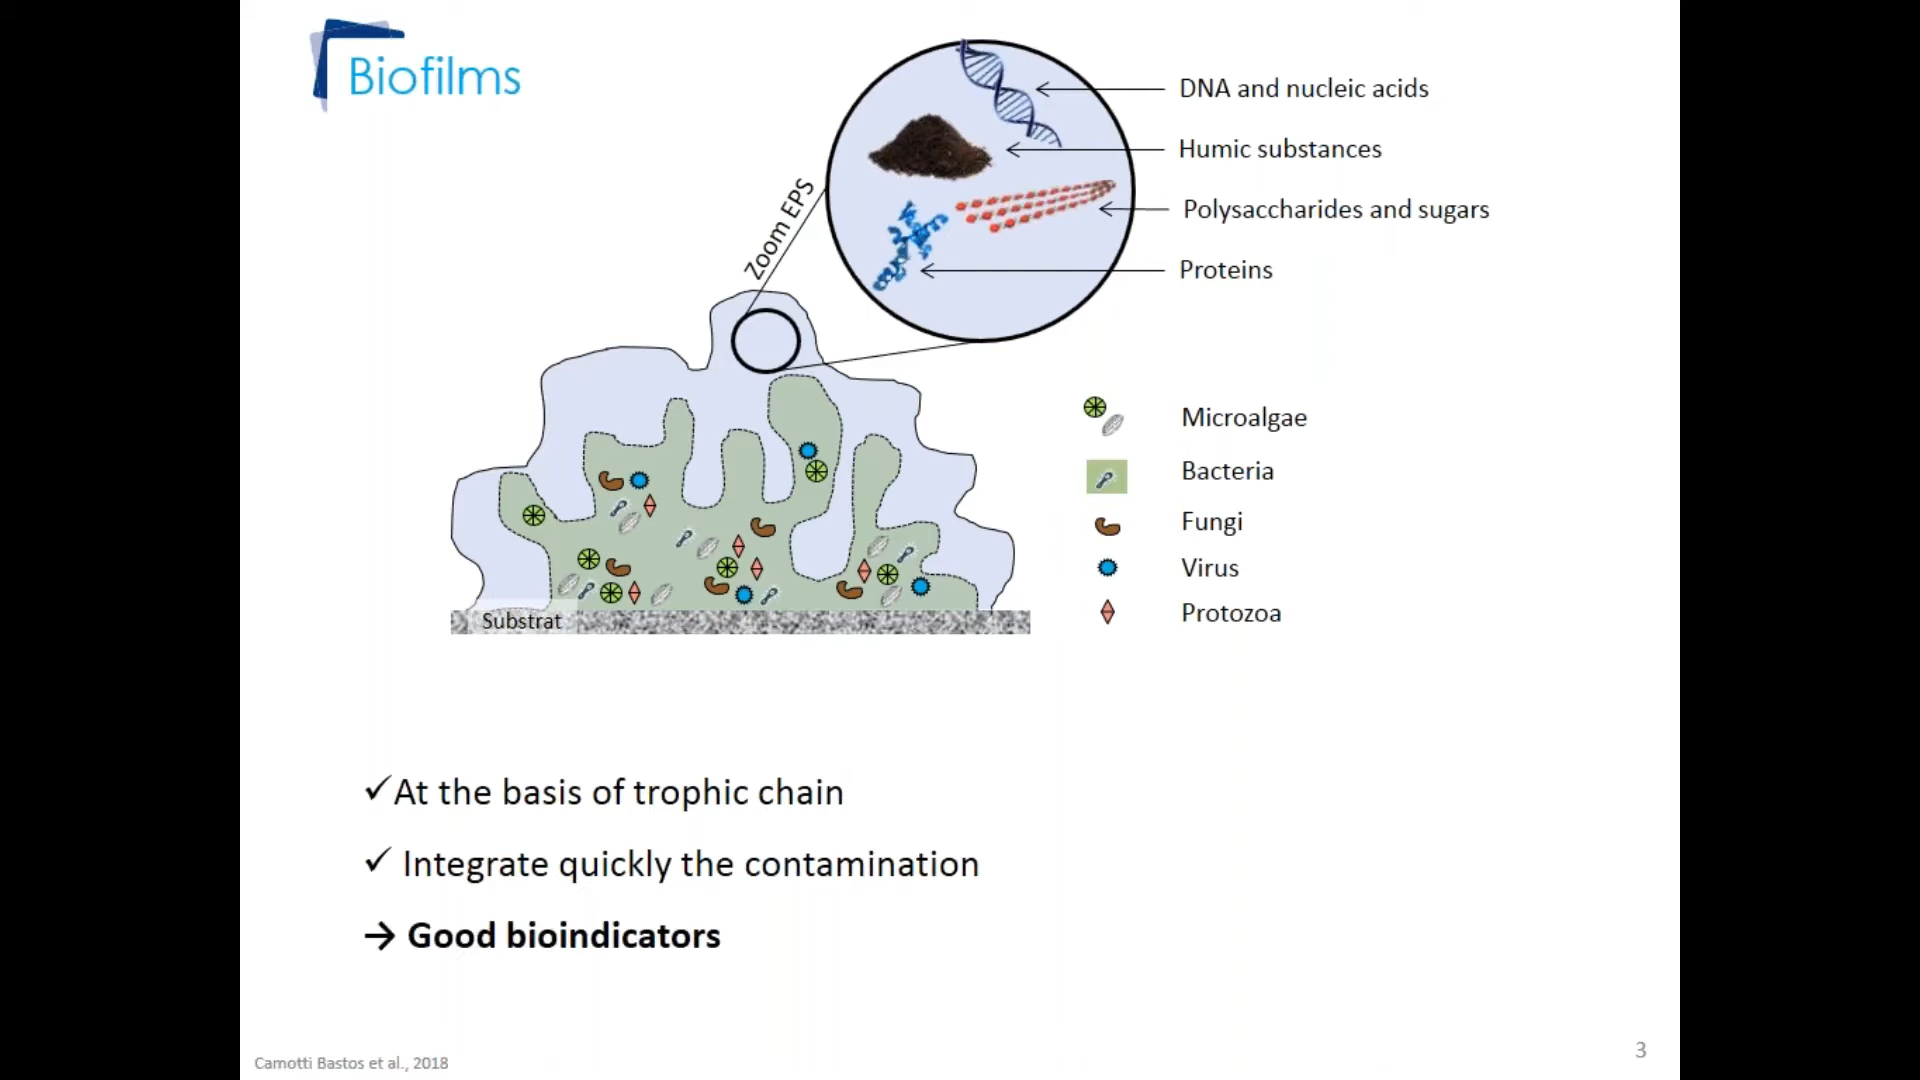 Biofilms
DNA and nucleic acids
Humic substances
Polysaccharides and sugars
Proteins
Zoom EPS
Microalgae
Bacteria
Fungi
Virus
Protozoa
Substrat
✓At the basis of trophic chain
✓ Integrate quickly the contamination
→ Good bioindicators
Camotti Bastos et al., 2018
3